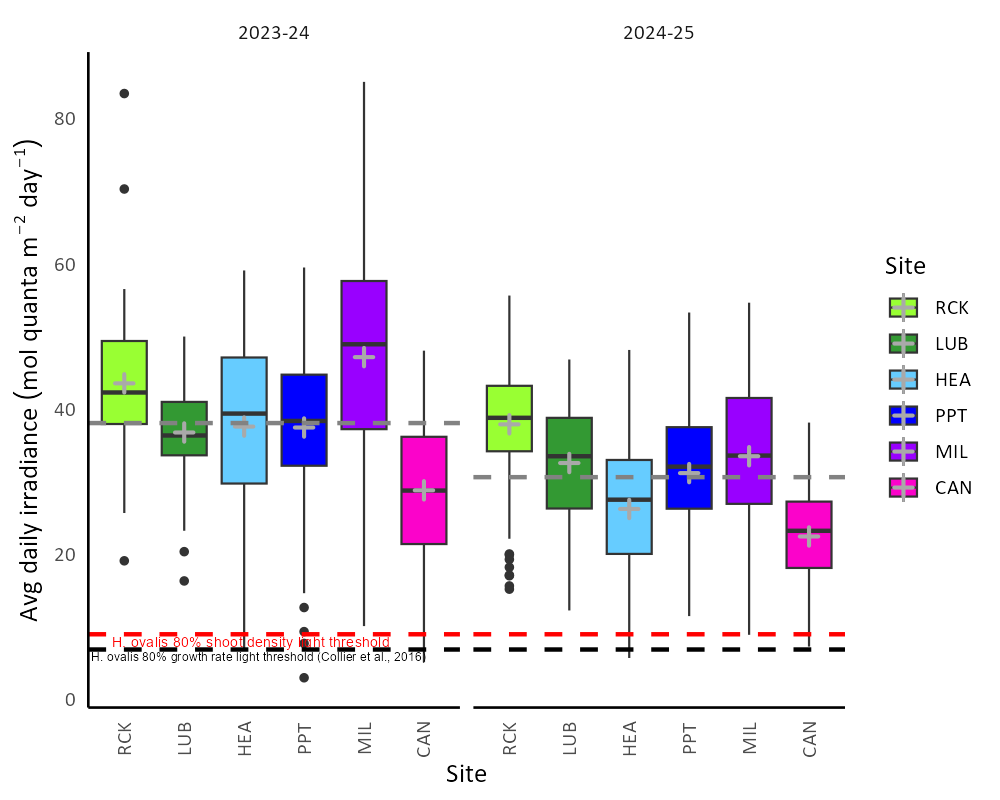 2023-24
2024-25
Avg daily irradiance (mol quanta m⁻² day⁻¹)
80
60
40
20
0
H. ovalis 80% shoot density light threshold
H. ovalis 80% growth rate light threshold (Collier et al., 2016)
RCK
LUB
HEA
PPT
MIL
CAN
RCK
LUB
HEA
PPT
MIL
CAN
Site
Site
RCK
LUB
HEA
PPT
MIL
CAN